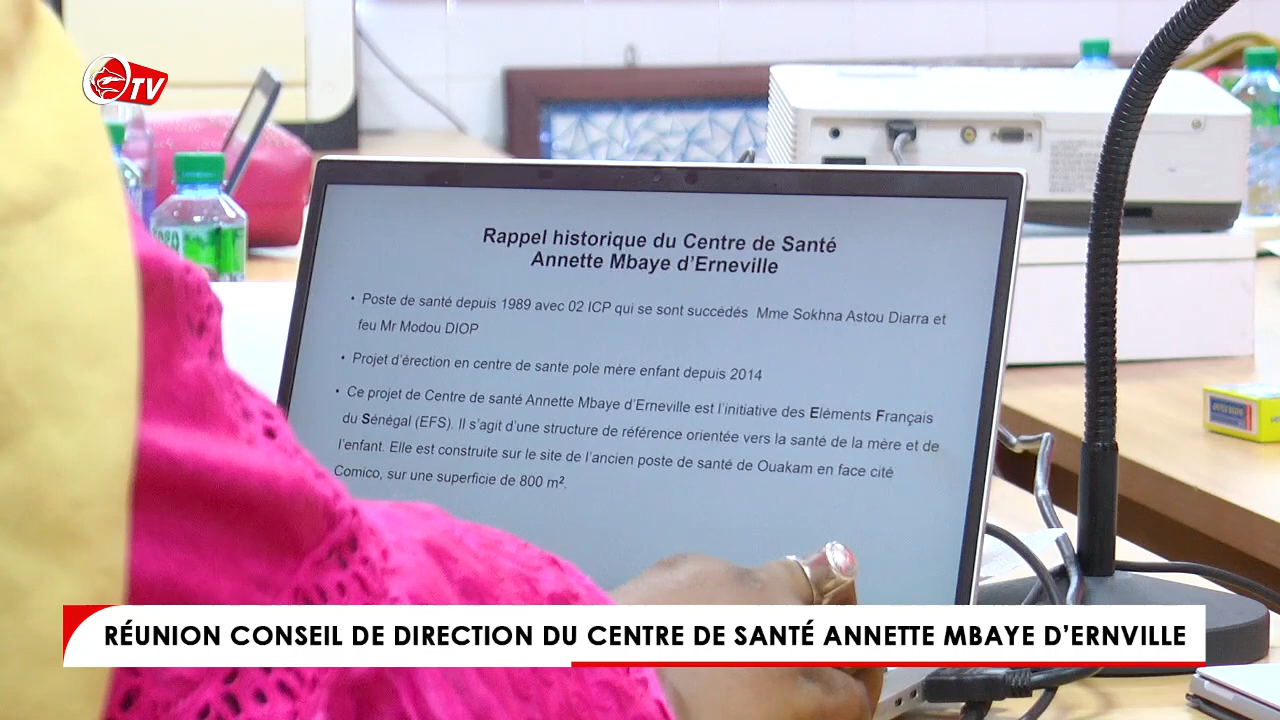 TV
Rappel historique du Centre de Santé
Annette Mbaye d'Erneville
• Poste de santé depuis 1989 avec 02 ICP qui se sont succédés Mme Sokhna Astou Diarra et
feu Mr Modou DIOP
• Projet d'érection en centre de sante pole mère enfant depuis 2014
• Ce projet de Centre de santé Annette Mbaye d'Erneville est l'initiative des Eléments Français
du Sénégal (EFS). Il s'agit d'une structure de référence orientée vers la santé de la mère et de
l'enfant. Elle est construite sur le site de l'ancien poste de santé de Ouakam en face cité
Comico, sur une superficie de 800 m².
RÉUNION CONSEIL DE DIRECTION DU CENTRE DE SANTÉ ANNETTE MBAYE D'ERNVILLE